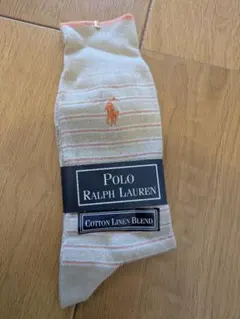 POLO
RALPH LAUREN
COTTON LINEN BLEND